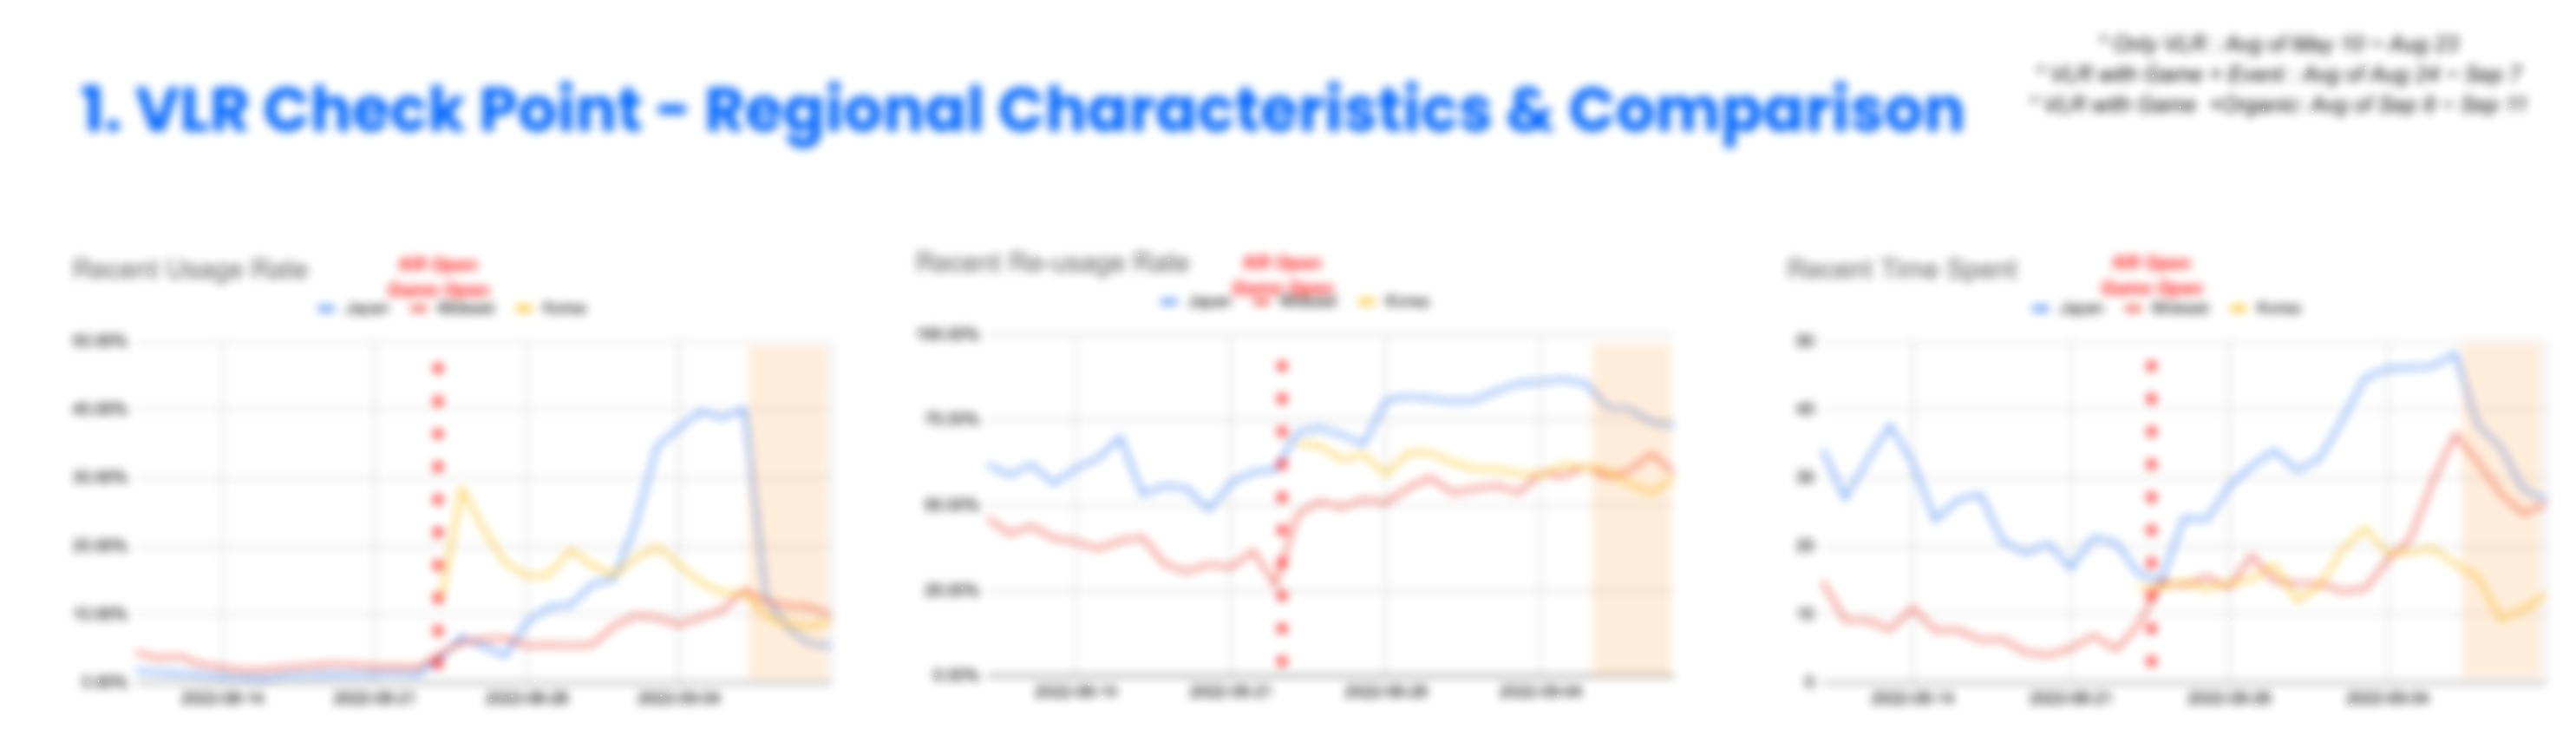 1. VLR Check Point - Regional Characteristics & Comparison
* Only VLR : Avg of May 10 ~ Aug 23
* VLR with Game + Event : Avg of Aug 24 ~ Sep 7
* VLR with Game +Organic: Avg of Sep 8 ~ Sep 11
Recent Usage Rate
KR Open
Game Open
Japan Mideast Korea
50.00%
40.00%
30.00%
20.00%
10.00%
0.00%
2022-08-14 2022-08-21 2022-08-28 2022-09-04
Recent Re-usage Rate
KR Open
Game Open
Japan Mideast Korea
100.00%
75.00%
50.00%
25.00%
0.00%
2022-08-14 2022-08-21 2022-08-28 2022-09-04
Recent Time Spent
KR Open
Game Open
Japan Mideast Korea
50
40
30
20
10
0
2022-08-14 2022-08-21 2022-08-28 2022-09-04